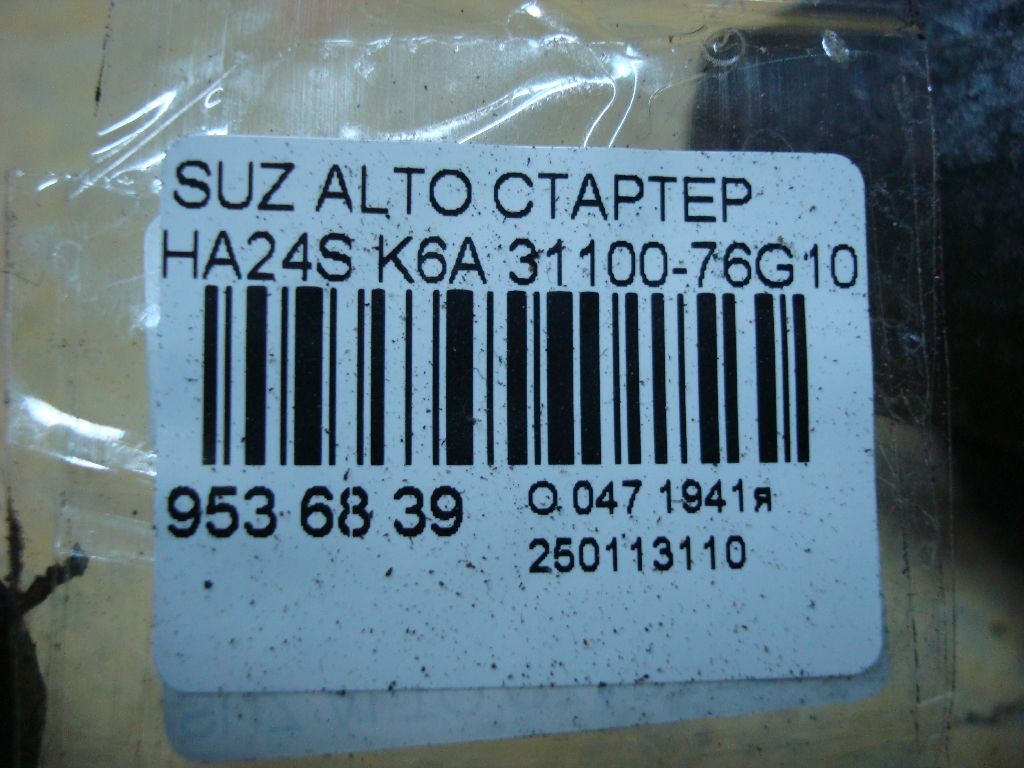 SUZ ALTO СТАРТЕР
HA24S K6A 31100-76G10
953 68 39
O 047 1941я
250113110